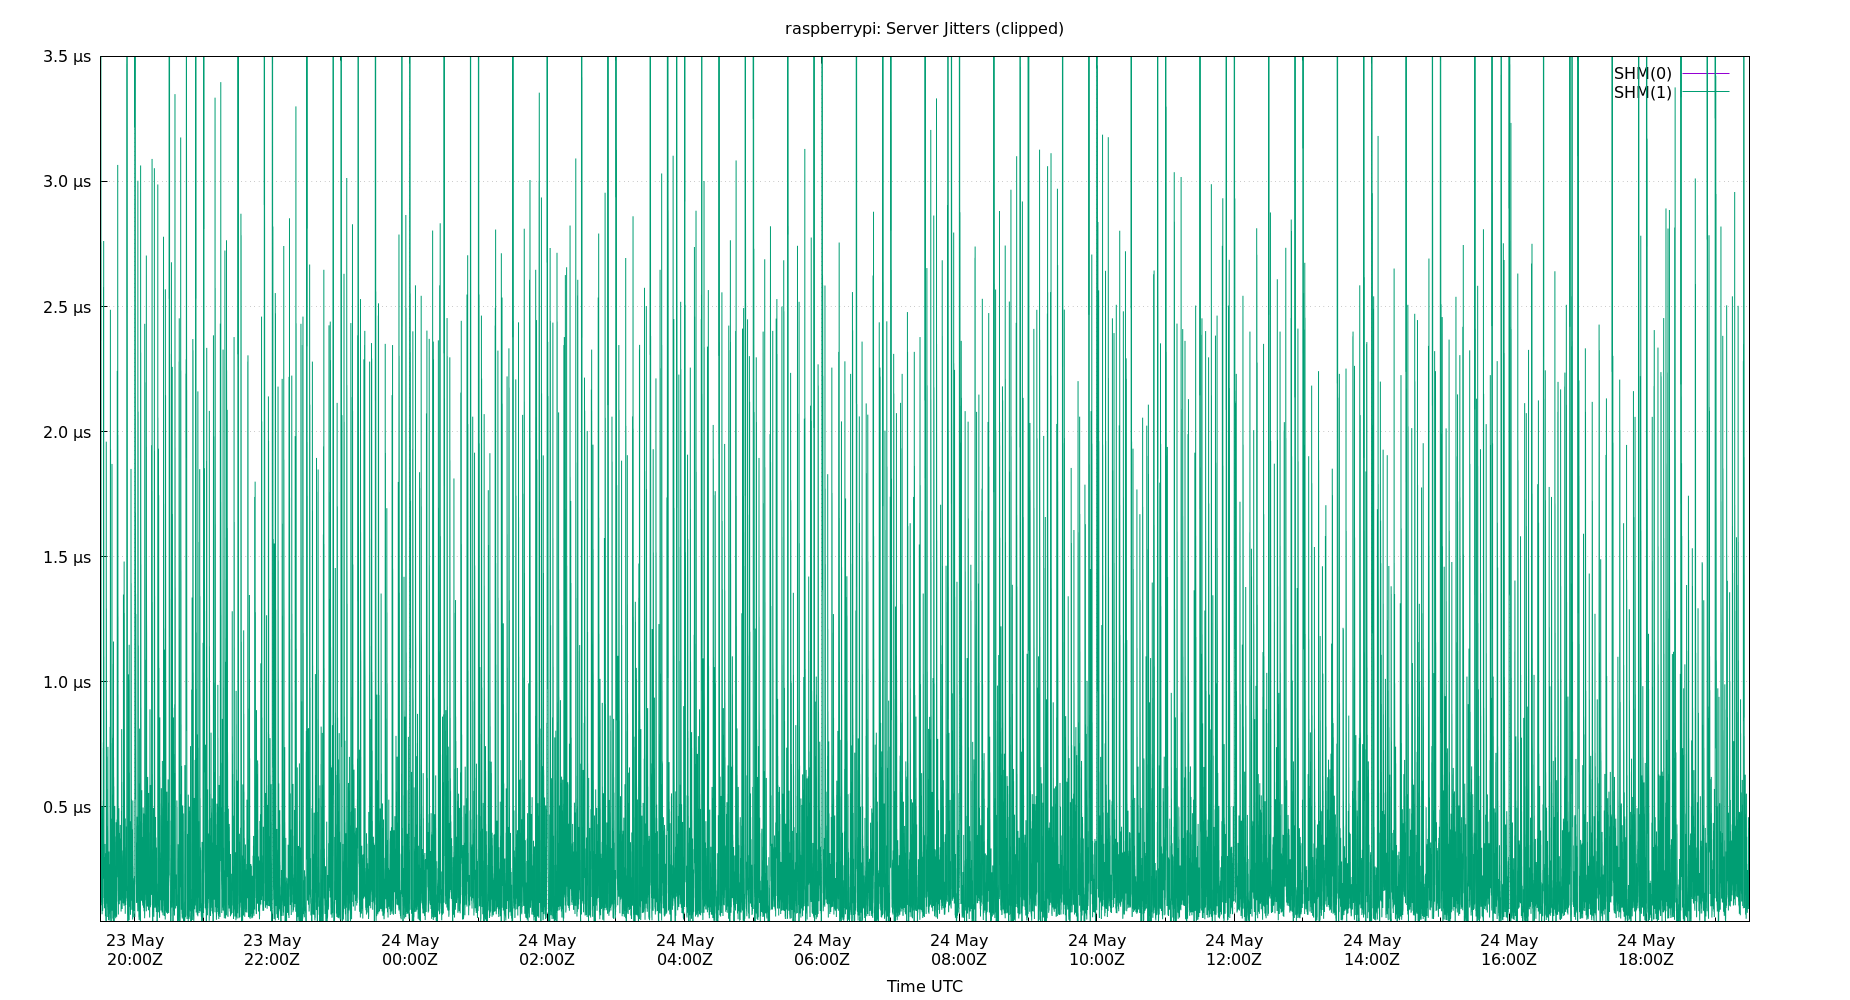 raspberrypi: Server Jitters (clipped)
3.5 µs
3.0 µs
2.5 µs
2.0 µs
1.5 µs
1.0 µs
0.5 µs
SHM(0)
SHM(1)
23 May 23 May 24 May 24 May 24 May 24 May 24 May 24 May 24 May 24 May 24 May 24 May
20:00Z 22:00Z 00:00Z 02:00Z 04:00Z 06:00Z 08:00Z 10:00Z 12:00Z 14:00Z 16:00Z 18:00Z
Time UTC